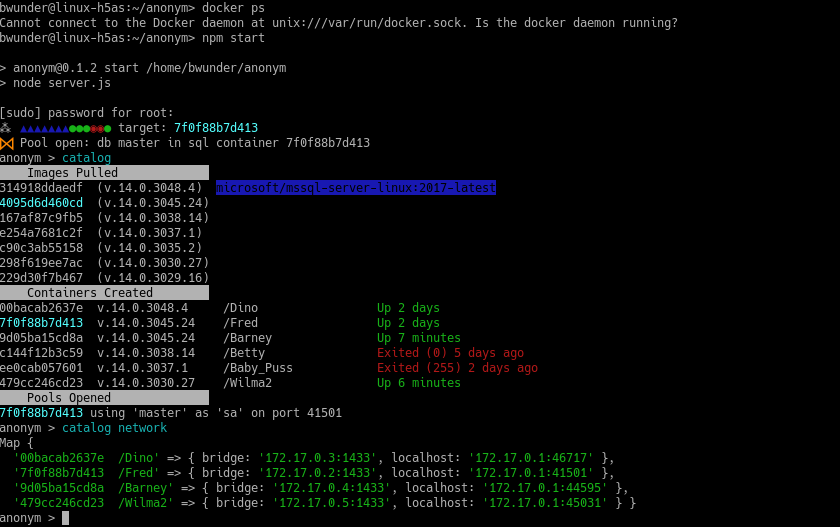 bwunder@linux-h5as:~/anonym> docker ps
Cannot connect to the Docker daemon at unix:///var/run/docker.sock. Is the docker daemon running?
bwunder@linux-h5as:~/anonym> npm start
> anonym@0.1.2 start /home/bwunder/anonym
> node server.js
[sudo] password for root:
⁂ ▲▲▲▲▲▲▲●●●◉◉● target: 7f0f88b7d413
⋈ Pool open: db master in sql container 7f0f88b7d413
anonym > catalog
Images Pulled
314918ddaedf (v.14.0.3048.4) microsoft/mssql-server-linux:2017-latest
4095d6d460cd (v.14.0.3045.24)
167af87c9fb5 (v.14.0.3038.14)
e254a7681c2f (v.14.0.3037.1)
c90c3ab55158 (v.14.0.3035.2)
298f619ee7ac (v.14.0.3030.27)
229d30f7b467 (v.14.0.3029.16)
Containers Created
00bacab2637e v.14.0.3048.4 /Dino Up 2 days
7f0f88b7d413 v.14.0.3045.24 /Fred Up 2 days
9d05ba15cd8a v.14.0.3045.24 /Barney Up 7 minutes
c144f12b3c59 v.14.0.3038.14 /Betty Exited (0) 5 days ago
ee0cab057601 v.14.0.3037.1 /Baby_Puss Exited (255) 2 days ago
479cc246cd23 v.14.0.3030.27 /Wilma2 Up 6 minutes
Pools Opened
7f0f88b7d413 using 'master' as 'sa' on port 41501
anonym > catalog network
Map {
'00bacab2637e /Dino' => { bridge: '172.17.0.3:1433', localhost: '172.17.0.1:46717' },
'7f0f88b7d413 /Fred' => { bridge: '172.17.0.2:1433', localhost: '172.17.0.1:41501' },
'9d05ba15cd8a /Barney' => { bridge: '172.17.0.4:1433', localhost: '172.17.0.1:44595' },
'479cc246cd23 /Wilma2' => { bridge: '172.17.0.5:1433', localhost: '172.17.0.1:45031' } }
anonym >